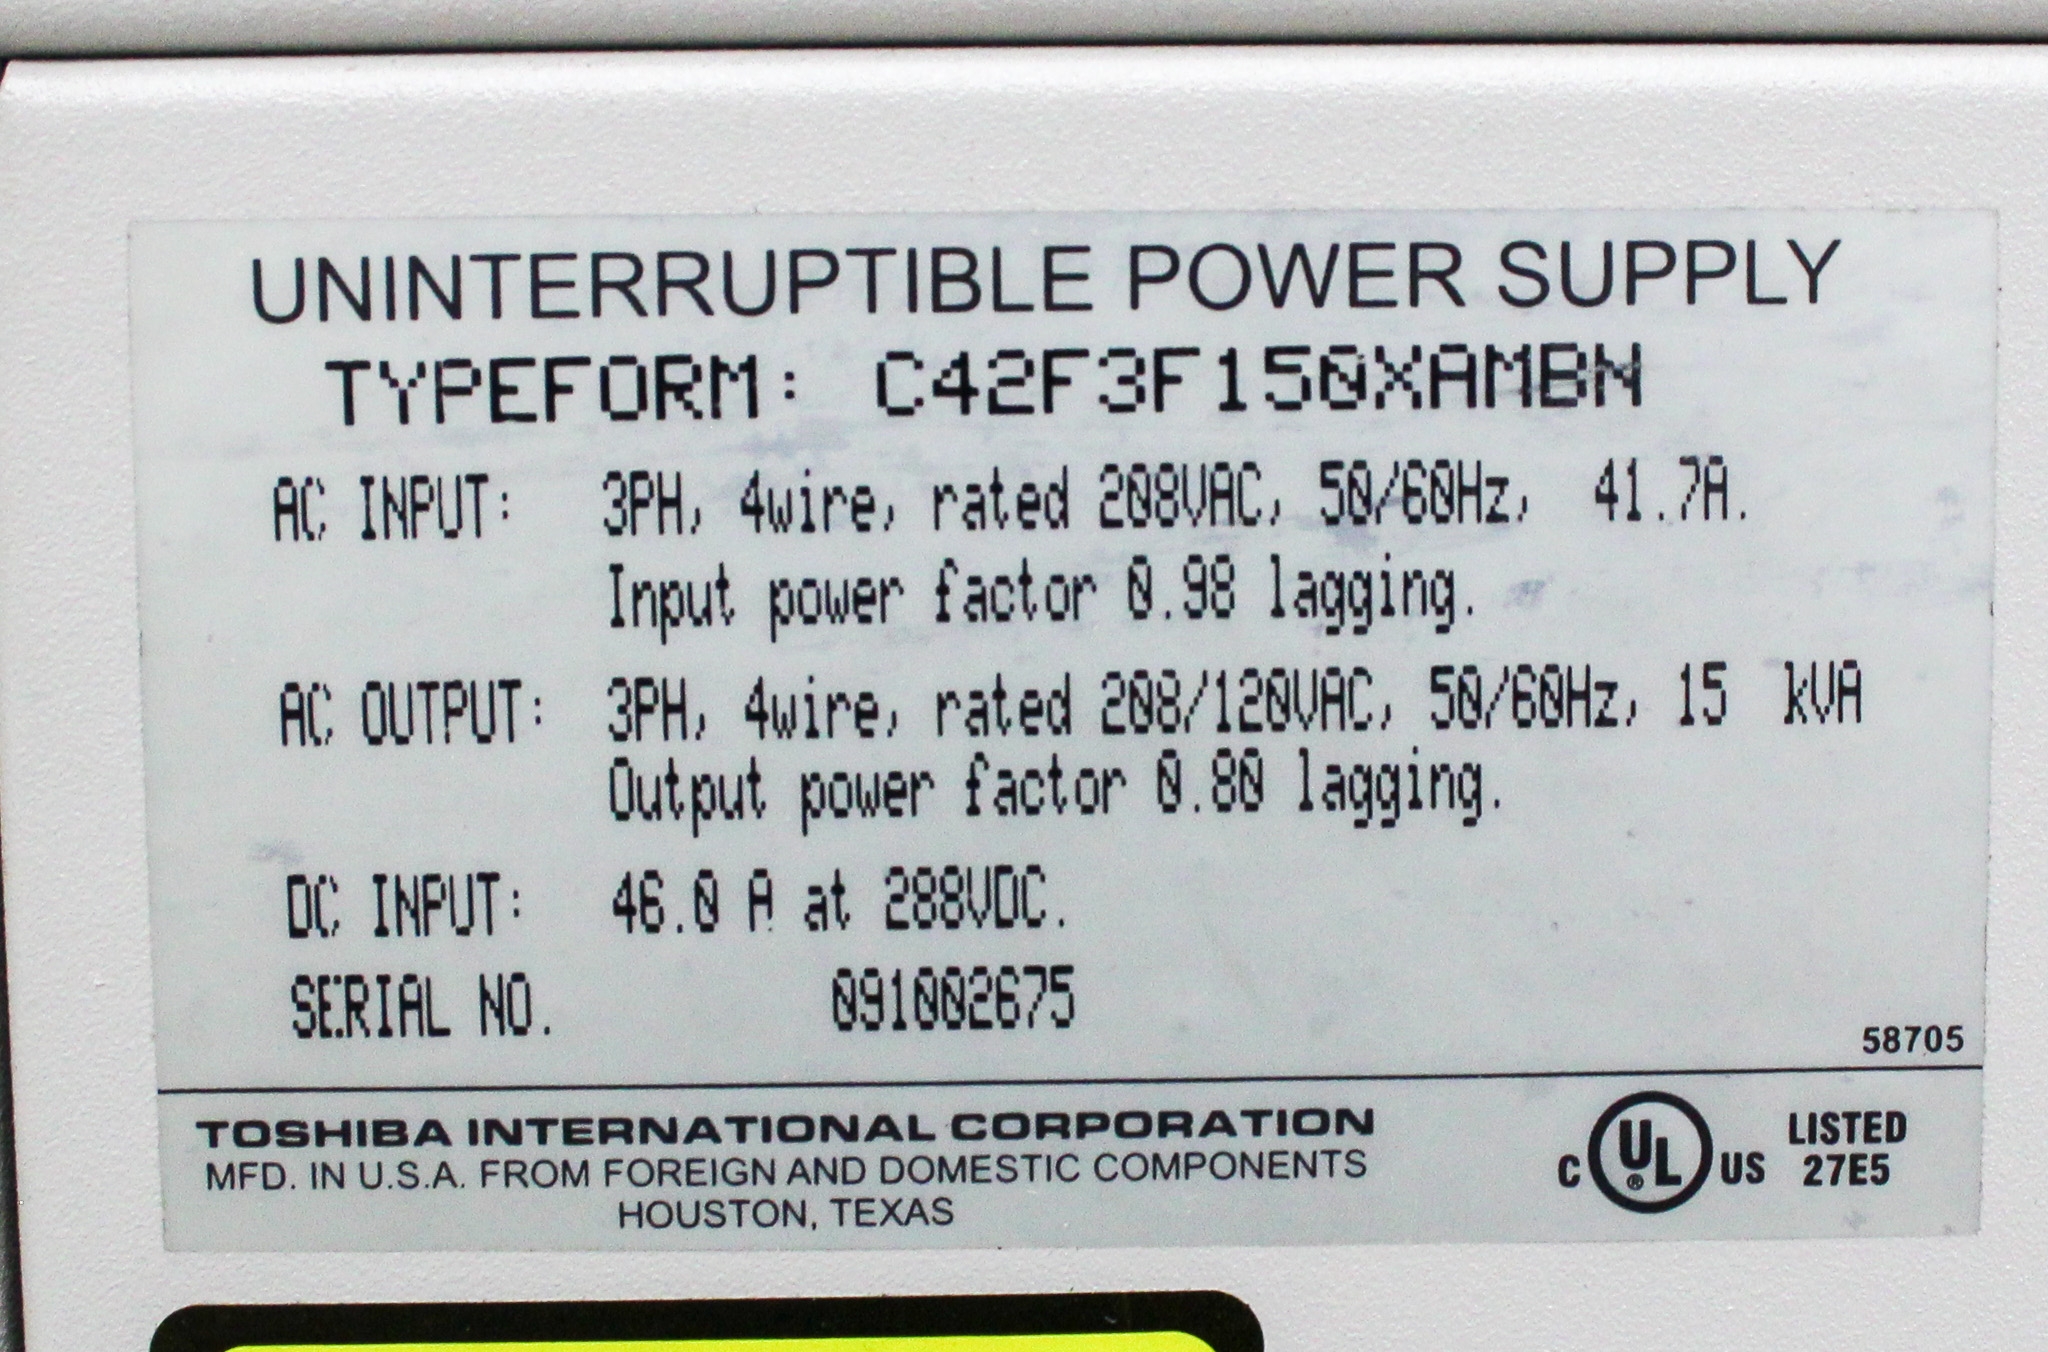 UNINTERRUPTIBLE POWER SUPPLY
TYPEFORM: C42F3F150XAMBN
AC INPUT: 3PH, 4wire, rated 208VAC, 50/60Hz, 41.7A.
Input power factor 0.98 lagging.
AC OUTPUT: 3PH, 4wire, rated 208/120VAC, 50/60Hz, 15 kVA
Output power factor 0.80 lagging.
DC INPUT: 46.0 A at 288VDC.
SERIAL NO. 091002675
58705
TOSHIBA INTERNATIONAL CORPORATION
MFD. IN U.S.A. FROM FOREIGN AND DOMESTIC COMPONENTS
HOUSTON, TEXAS
C UL® US LISTED
27E5